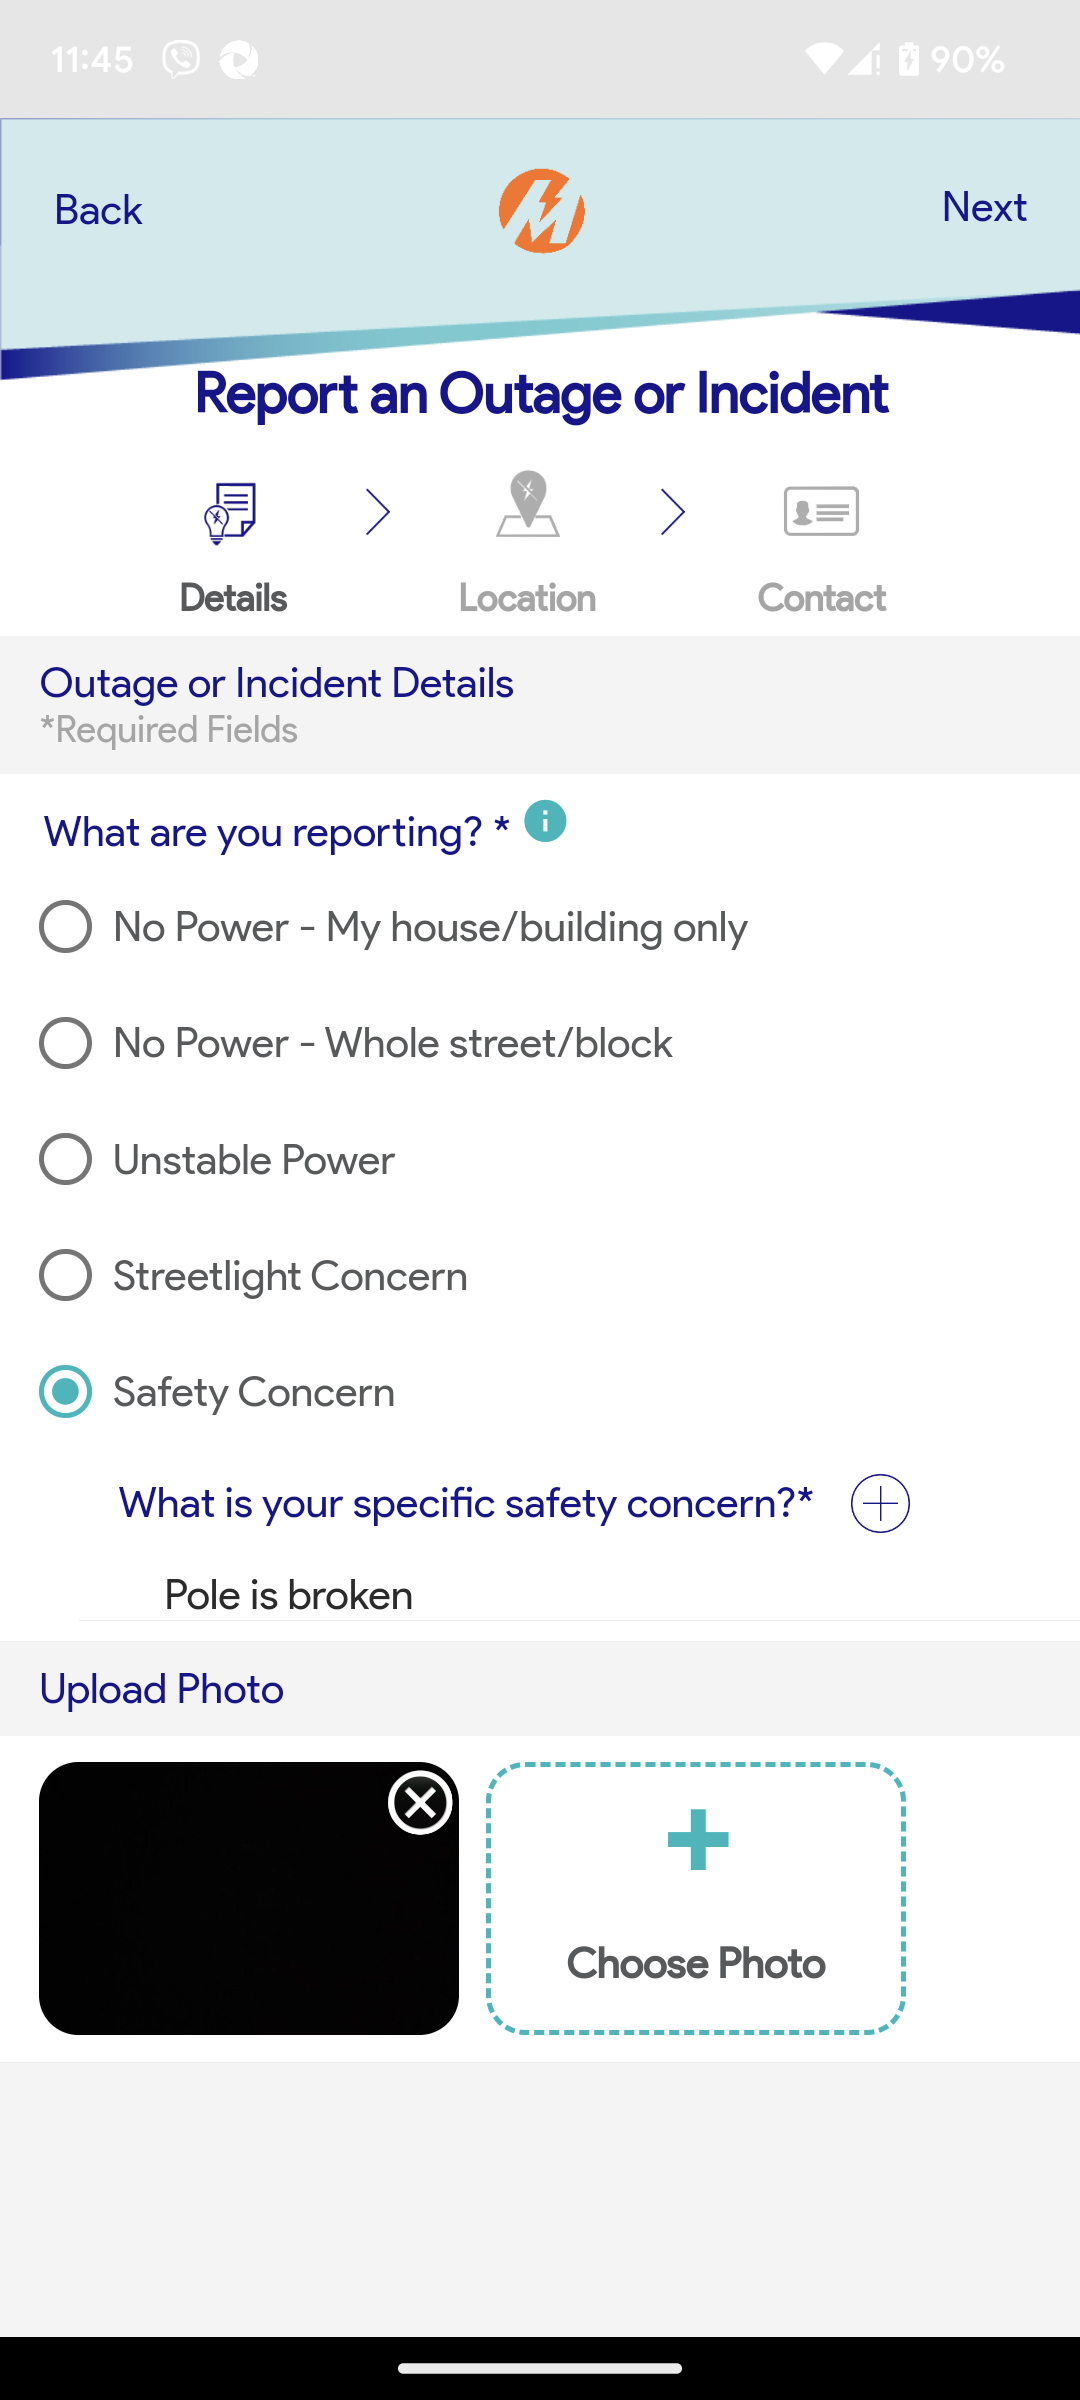 11:45
90%
Back
Next
Report an Outage or Incident
Details
Location
Contact
Outage or Incident Details
*Required Fields
What are you reporting? *
No Power - My house/building only
No Power - Whole street/block
Unstable Power
Streetlight Concern
Safety Concern
What is your specific safety concern?*
Pole is broken
Upload Photo
Choose Photo